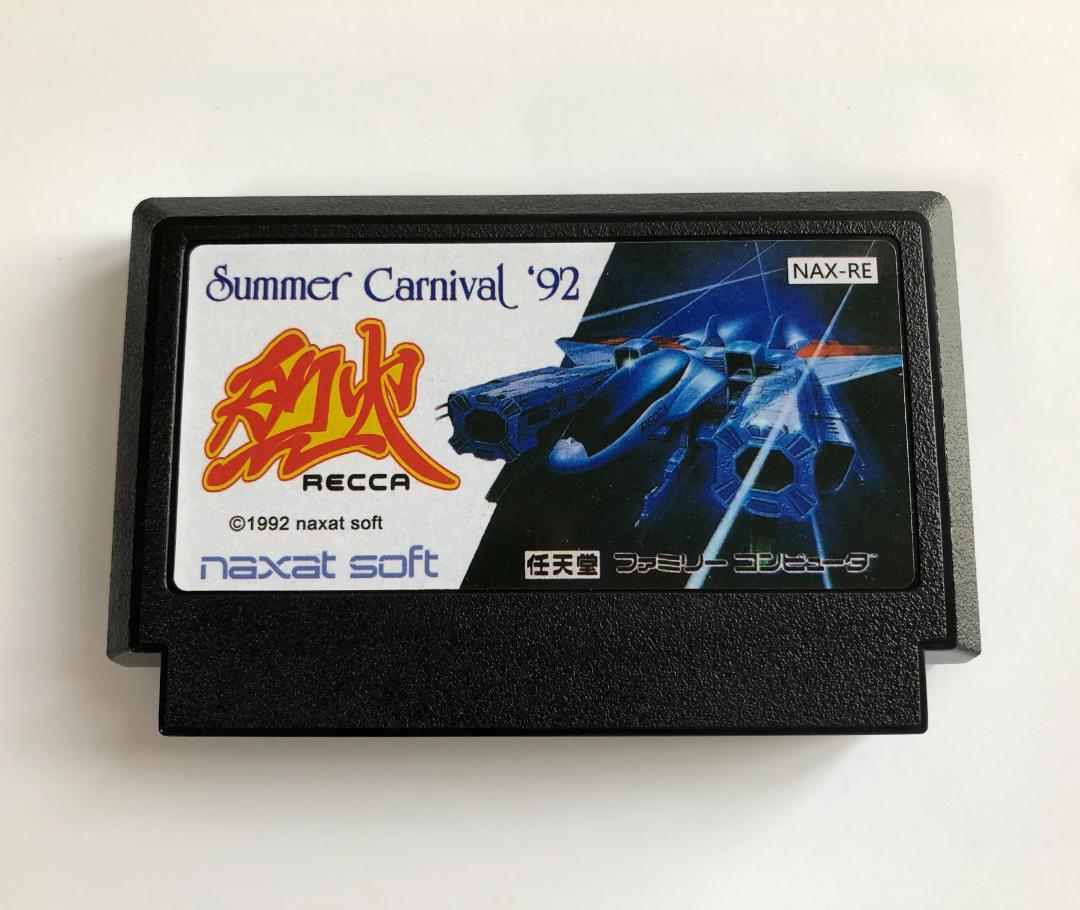 Summer Carnival '92
NAX-RE
烈火
RECCA
©1992 naxat soft
naxat soft
任天堂 ファミリーコンピュータ